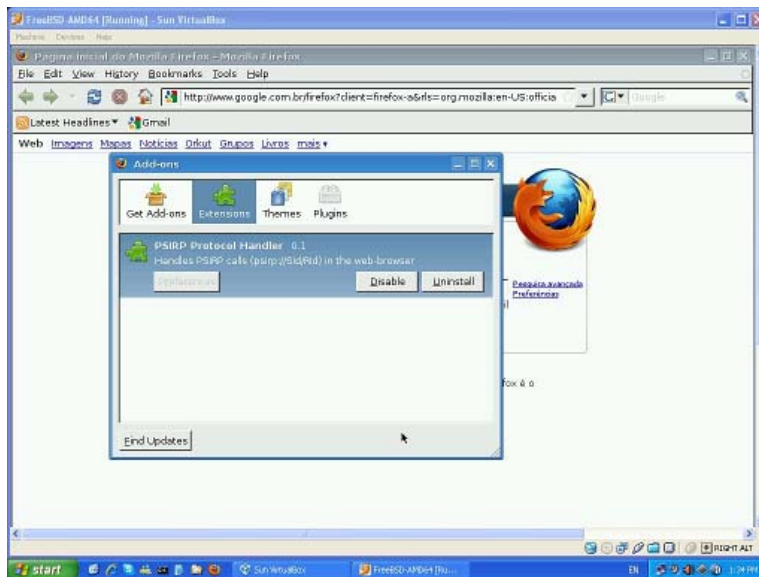 FreeBSD-AMD64 [Running] - Sun VirtualBox
Machine Devices Help
Página inicial do Mozilla Firefox - Mozilla Firefox
File Edit View History Bookmarks Tools Help
http://www.google.com.br/firefox?client=firefox-a&rls=org.mozilla:en-US:officia
Google
Latest Headlines Gmail
Web Imagens Mapas Notícias Orkut Grupos Livros mais
Add-ons
Get Add-ons Extensions Themes Plugins
PSIRP Protocol Handler 0.1
Handles PSIRP calls (psirp://Sid/Rid) in the web-browser
Preferences Disable Uninstall
Pesquisa avançada
Preferências
fox é o
Find Updates
RIGHT ALT
start Sun VirtualBox FreeBSD-AMD64 [Ru... EN 1:34 PM